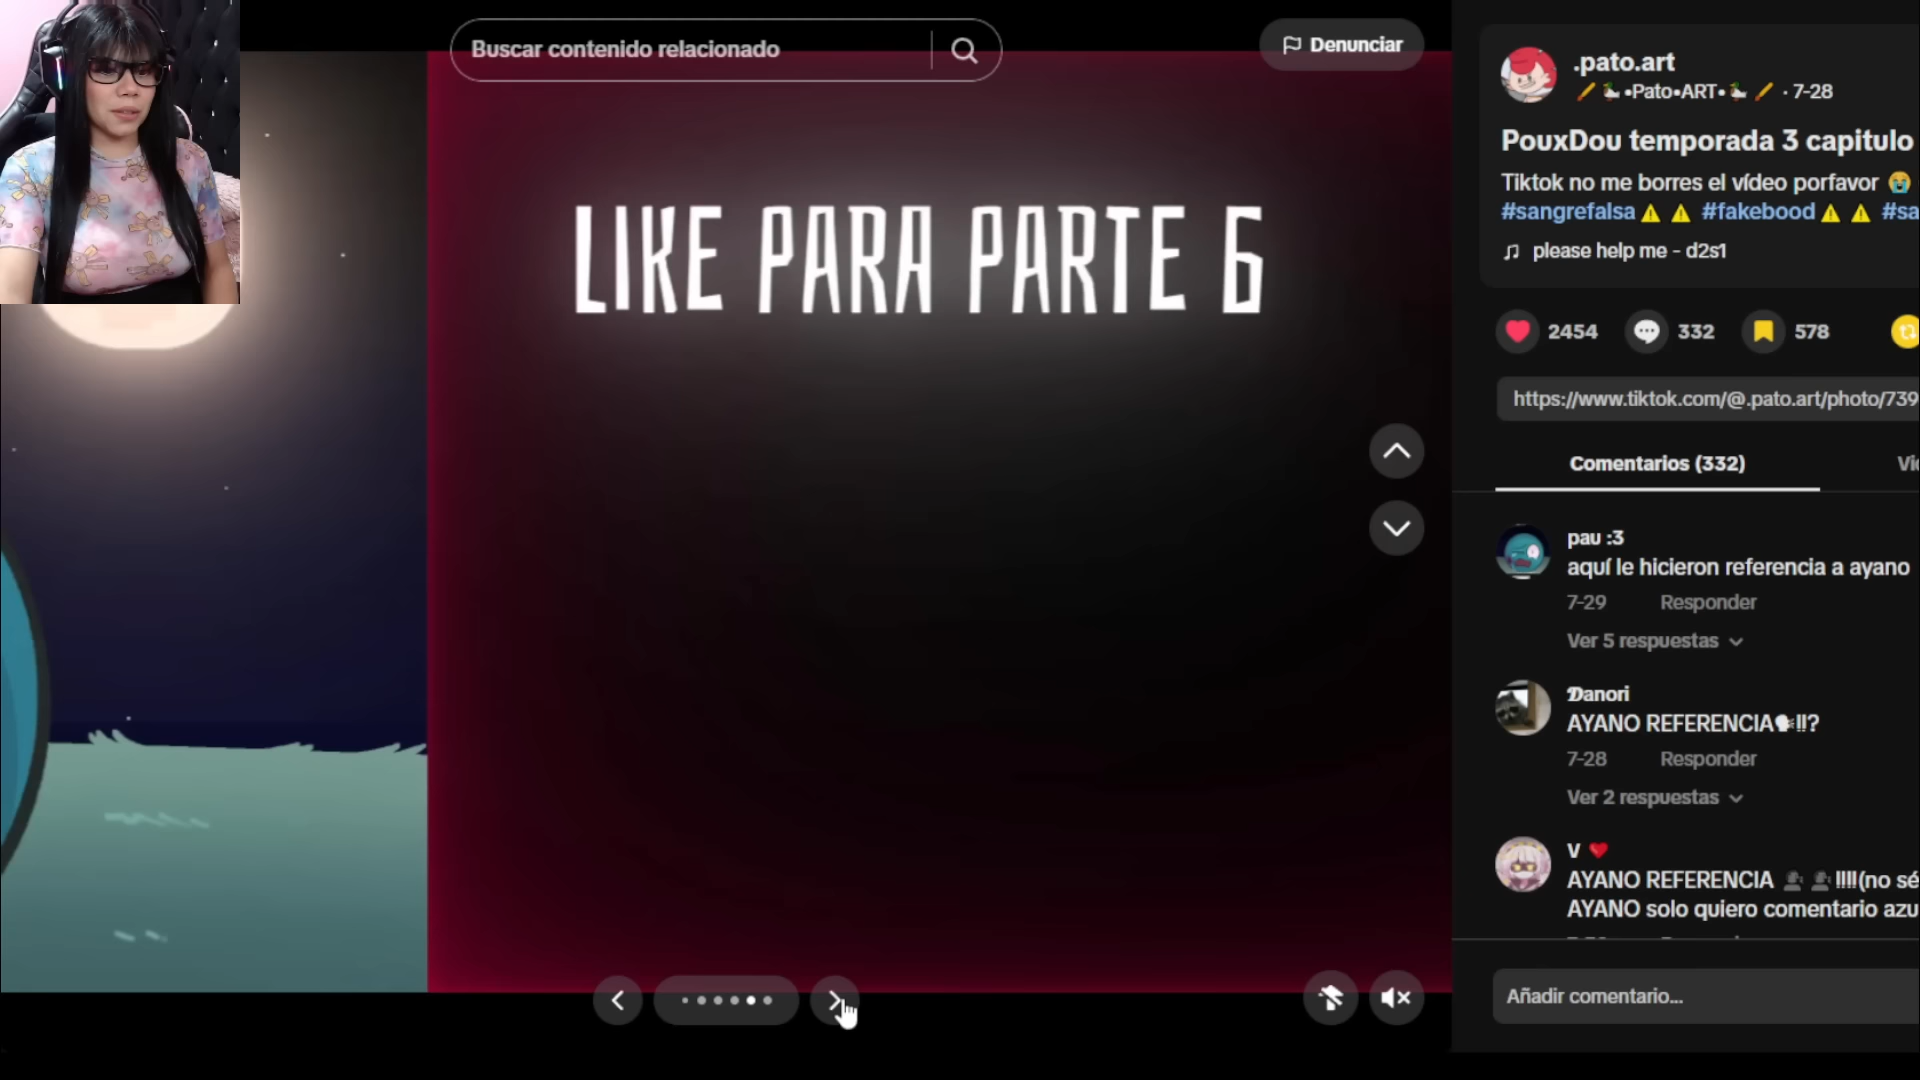 Buscar contenido relacionado
Denunciar
LIKE PARA PARTE 6
.pato.art
•Pato•ART• · 7-28
PouxDou temporada 3 capitulo
Tiktok no me borres el vídeo porfavor 😭
#sangrefalsa⚠️ ⚠️ #fakebood⚠️ ⚠️ #sa
please help me - d2s1
2454
332
578
https://www.tiktok.com/@.pato.art/photo/739
Comentarios (332)
pau :3
aquí le hicieron referencia a ayano
7-29 Responder
Ver 5 respuestas
Danori
AYANO REFERENCIA🗣‼️?
7-28 Responder
Ver 2 respuestas
V ❤️
AYANO REFERENCIA 👥 👥 !!!!(no sé
AYANO solo quiero comentario azu
Añadir comentario...